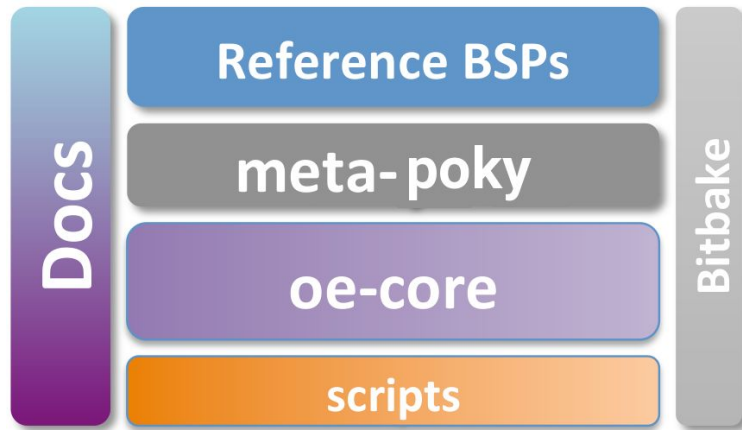 Docs
Reference BSPs
meta-poky
oe-core
scripts
Bitbake